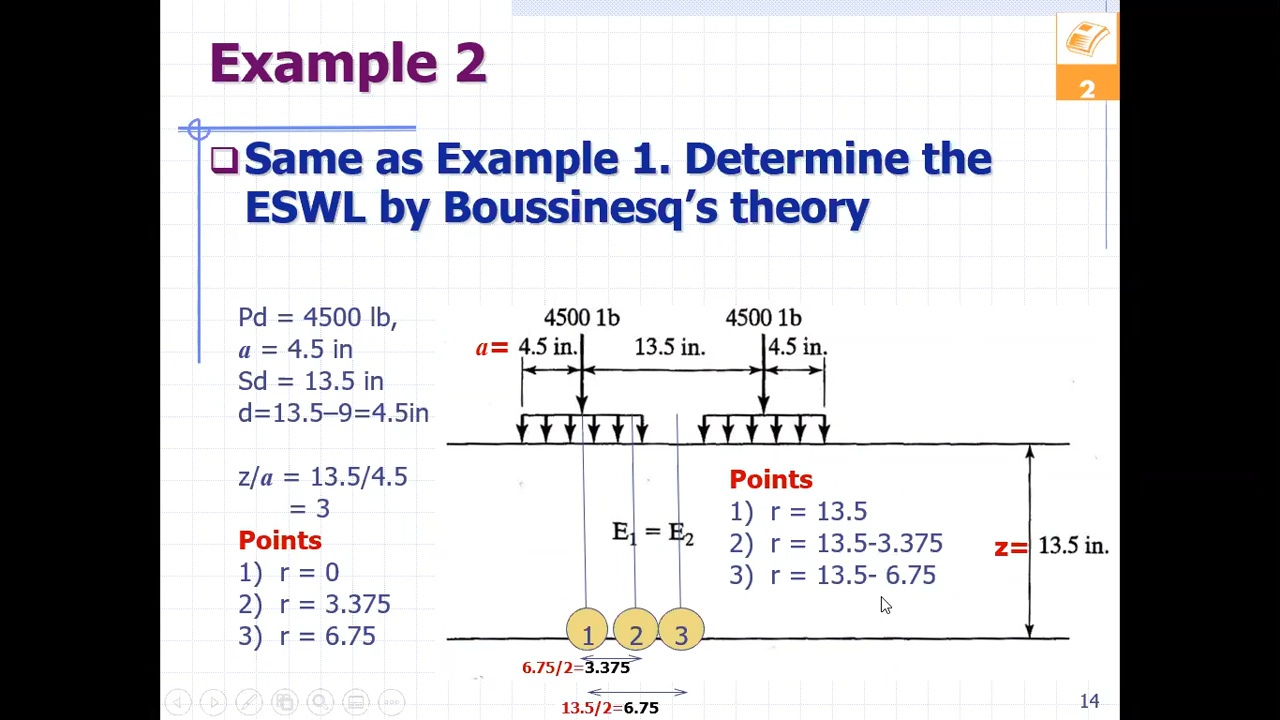 Example 2
2
Same as Example 1. Determine the
ESWL by Boussinesq's theory
Pd = 4500 lb,
a = 4.5 in
Sd = 13.5 in
d=13.5–9=4.5in
z/a = 13.5/4.5
= 3
Points
1) r = 0
2) r = 3.375
3) r = 6.75
4500 1b
4500 1b
a= 4.5 in. 13.5 in. 4.5 in.
Points
1) r = 13.5
2) r = 13.5-3.375
3) r = 13.5- 6.75
E1 = E2
z= 13.5 in.
1 2 3
6.75/2=3.375
13.5/2=6.75
14